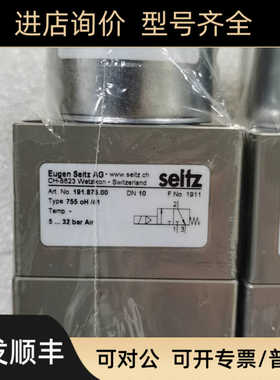 进店询价 型号齐全
Eugen Seitz AG - www.seitz.ch
CH-8623 Wetzikon - Switzerland
seitz
Art. No. 191.873.00 DN 10 F No 1911
Type 755 oH
Temp. -
5 ... 32 bar Air
2
1 3
发顺丰
可对公 可开专票/普票